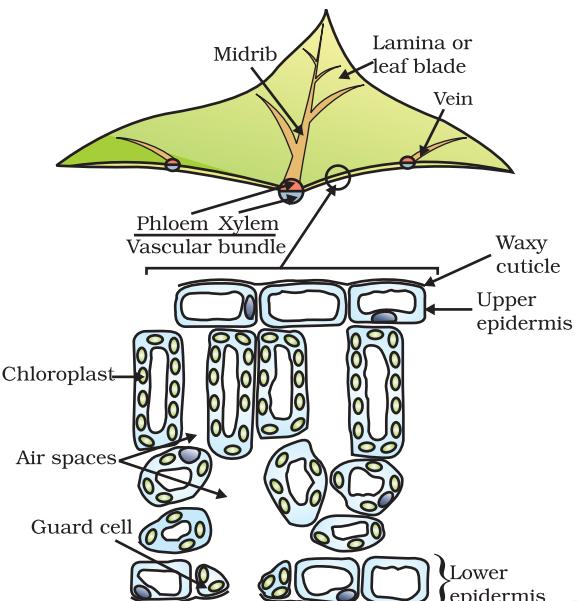 Midrib
Lamina or
leaf blade
Vein
Phloem Xylem
Vascular bundle
Waxy
cuticle
Upper
epidermis
Chloroplast
Air spaces
Guard cell
Lower
epidermis